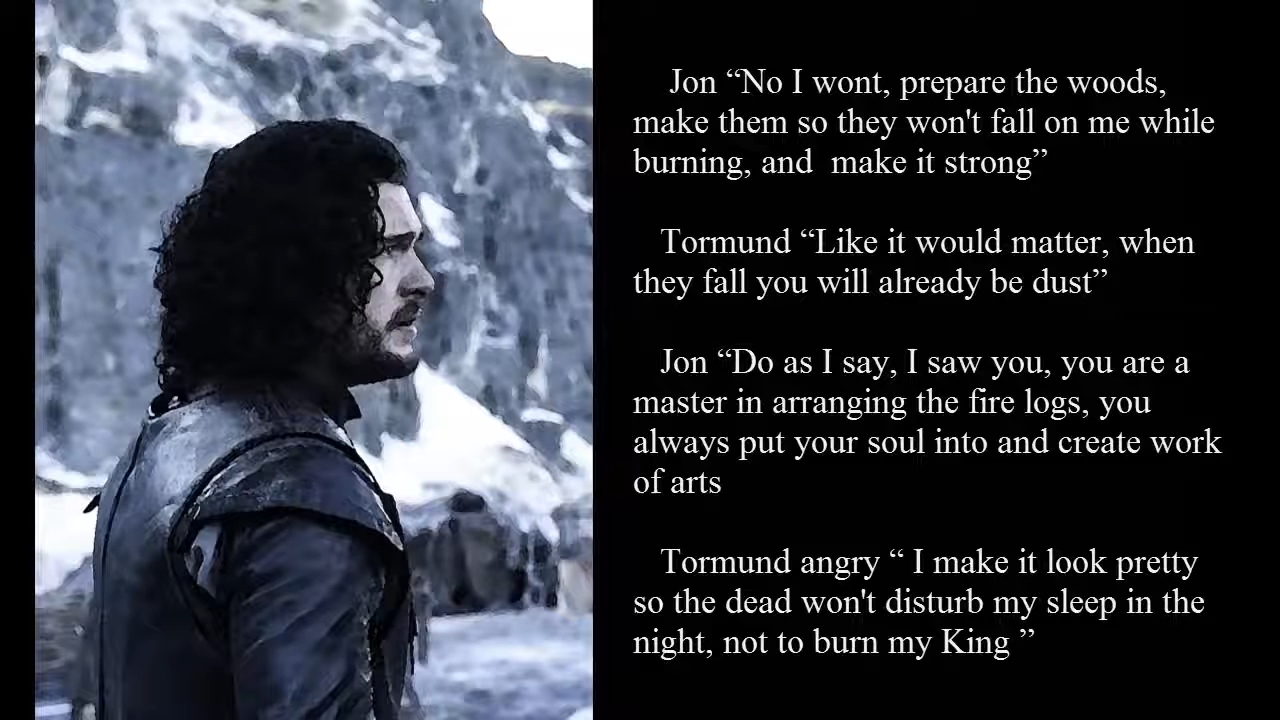 Jon “No I wont, prepare the woods,
make them so they won't fall on me while
burning, and  make it strong”
Tormund “Like it would matter, when
they fall you will already be dust”
Jon “Do as I say, I saw you, you are a
master in arranging the fire logs, you
always put your soul into and create work
of arts
Tormund angry “ I make it look pretty
so the dead won't disturb my sleep in the
night, not to burn my King ”